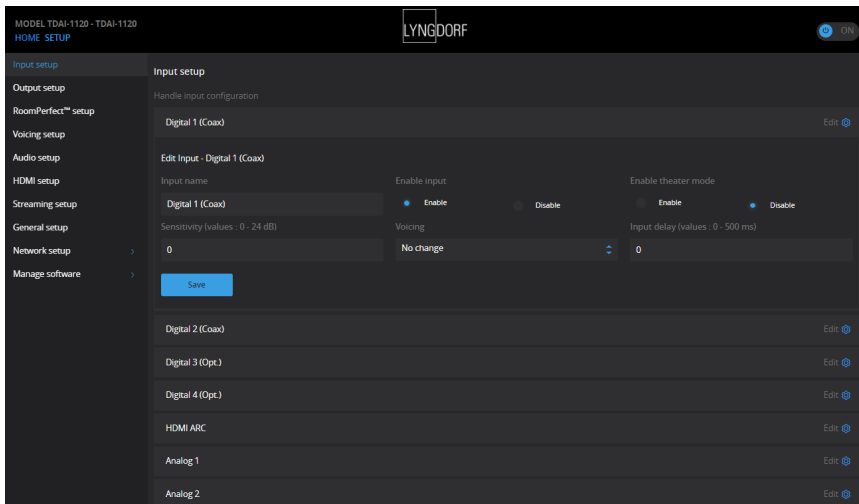 MODEL TDAI-1120 - TDAI-1120
HOME SETUP
LYNGDORF
ON
Input setup
Output setup
RoomPerfect™ setup
Voicing setup
Audio setup
HDMI setup
Streaming setup
General setup
Network setup
Manage software
Input setup
Handle input configuration
Digital 1 (Coax) Edit
Edit Input - Digital 1 (Coax)
Input name Enable input Enable theater mode
Digital 1 (Coax) Enable Disable Enable Disable
Sensitivity (values : 0 - 24 dB) Voicing Input delay (values : 0 - 500 ms)
0 No change 0
Save
Digital 2 (Coax) Edit
Digital 3 (Opt.) Edit
Digital 4 (Opt.) Edit
HDMI ARC Edit
Analog 1 Edit
Analog 2 Edit